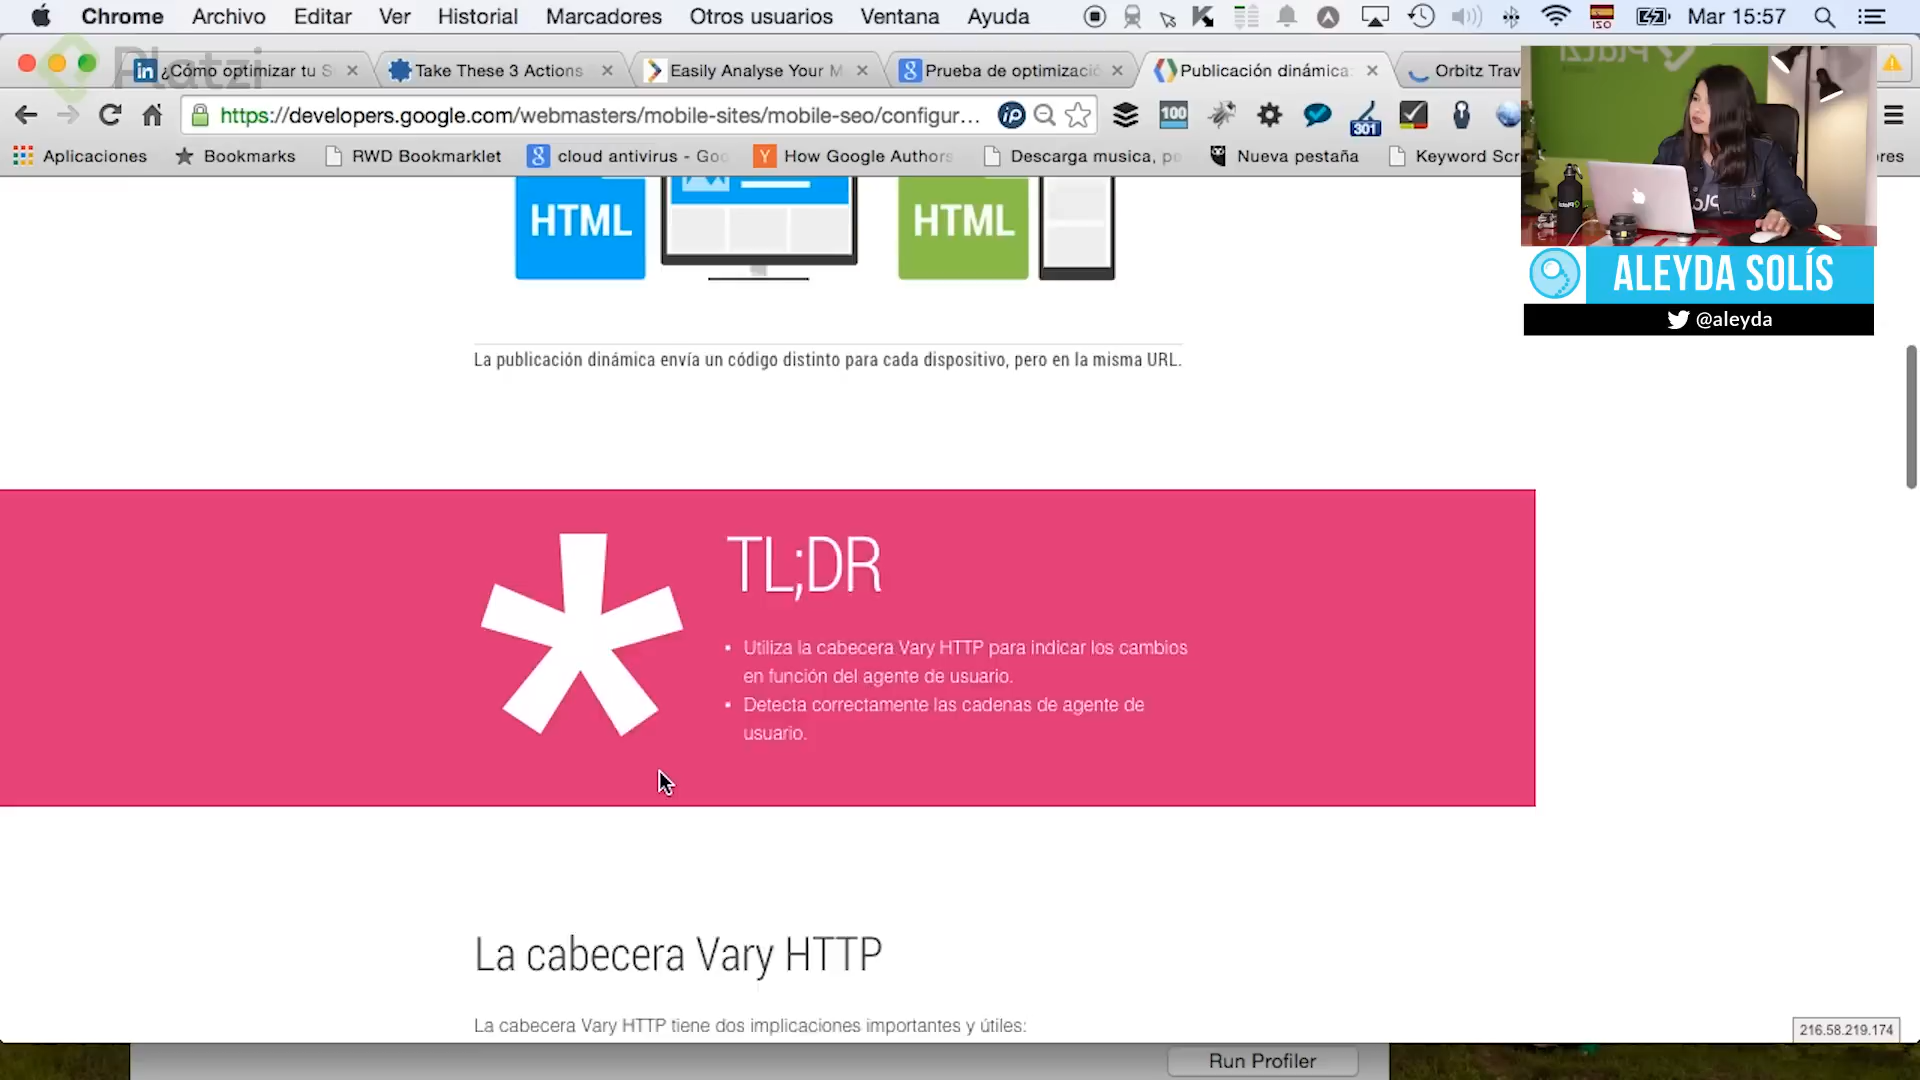 Chrome Archivo Editar Ver Historial Marcadores Otros usuarios Ventana Ayuda Mar 15:57
Platzi
¿Cómo optimizar tu S
Take These 3 Actions
Easily Analyse Your M
Prueba de optimizació
Publicación dinámica
Orbitz Trav
https://developers.google.com/webmasters/mobile-sites/mobile-seo/configur...
100
301
Aplicaciones Bookmarks RWD Bookmarklet cloud antivirus - Goo How Google Authors Descarga musica, pe Nueva pestaña Keyword Scr
HTML HTML
ALEYDA SOLÍS
@aleyda
La publicación dinámica envía un código distinto para cada dispositivo, pero en la misma URL.
TL;DR
Utiliza la cabecera Vary HTTP para indicar los cambios
en función del agente de usuario.
Detecta correctamente las cadenas de agente de
usuario.
La cabecera Vary HTTP
La cabecera Vary HTTP tiene dos implicaciones importantes y útiles:
216.58.219.174
Run Profiler